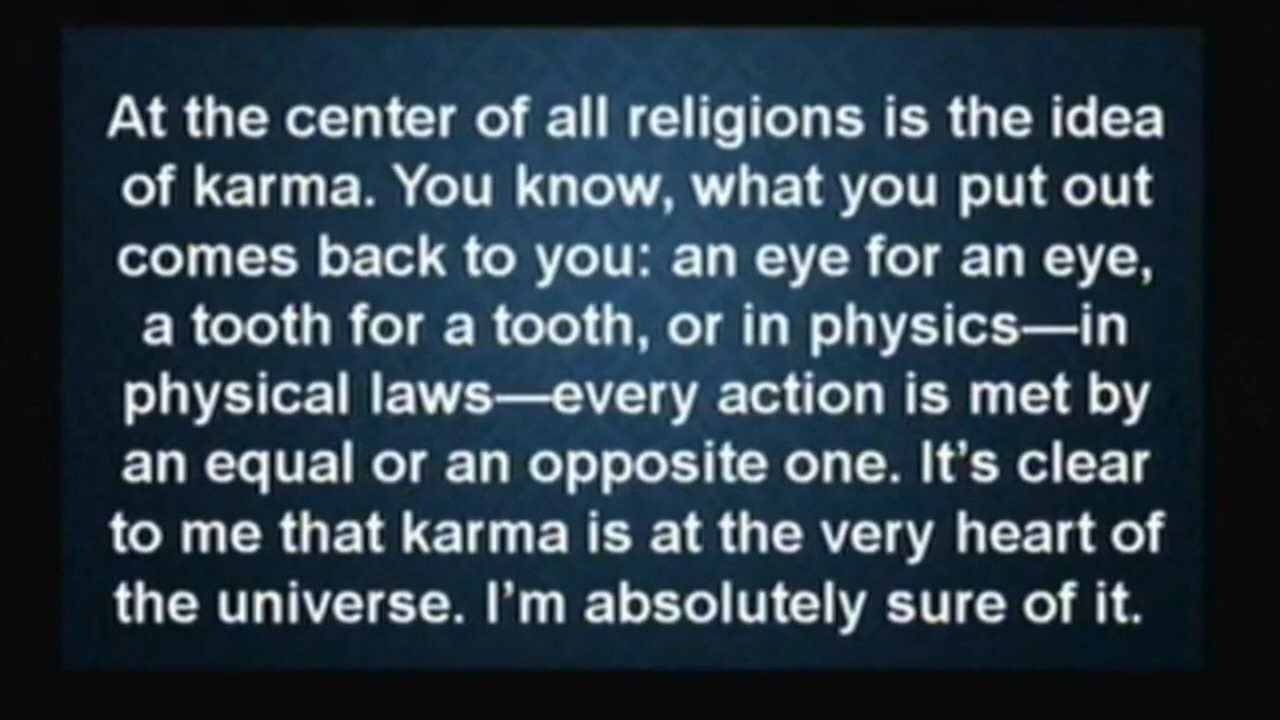 At the center of all religions is the idea
of karma. You know, what you put out
comes back to you: an eye for an eye,
a tooth for a tooth, or in physics—in
physical laws—every action is met by
an equal or an opposite one. It’s clear
to me that karma is at the very heart of
the universe. I’m absolutely sure of it.